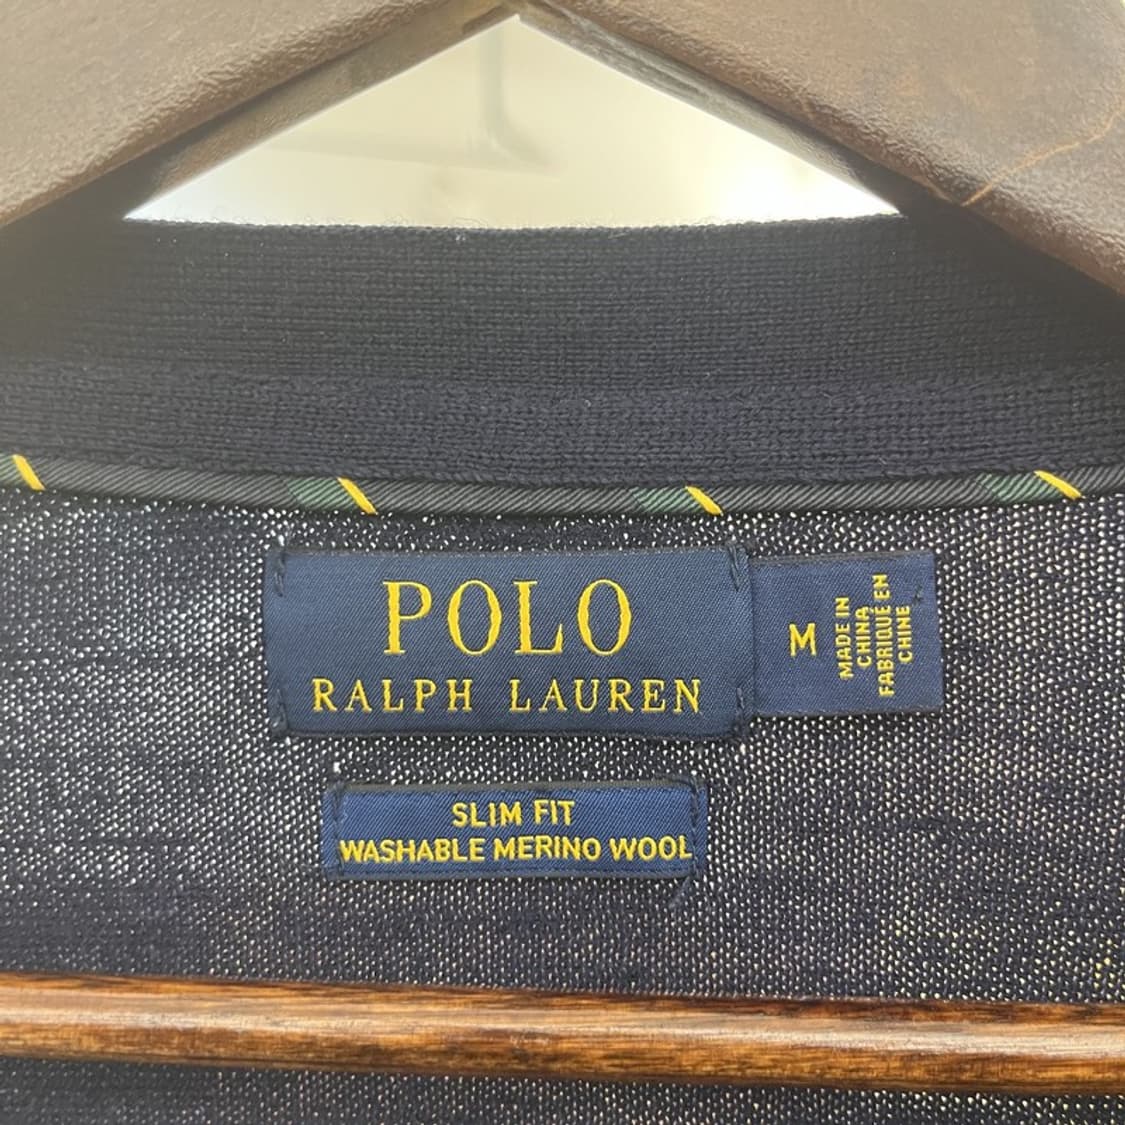 POLO
RALPH LAUREN
M
MADE IN
CHINA
FABRIQUÉ EN
CHINE
SLIM FIT
WASHABLE MERINO WOOL